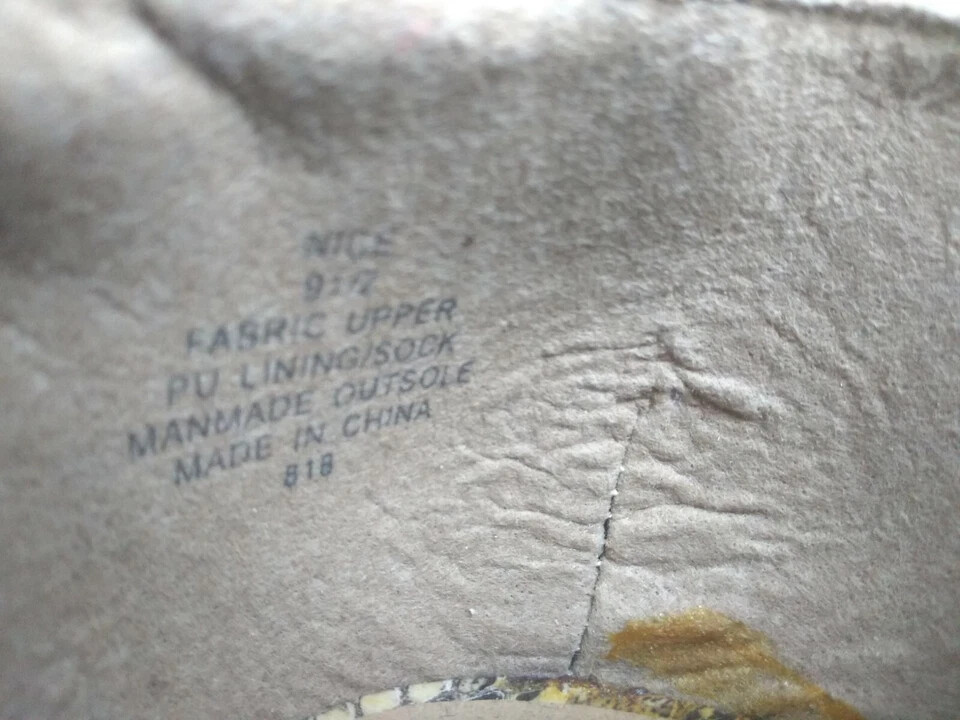 NICE
9 1/2
FABRIC UPPER
PU LINING/SOCK
MANMADE OUTSOLE
MADE IN CHINA
818